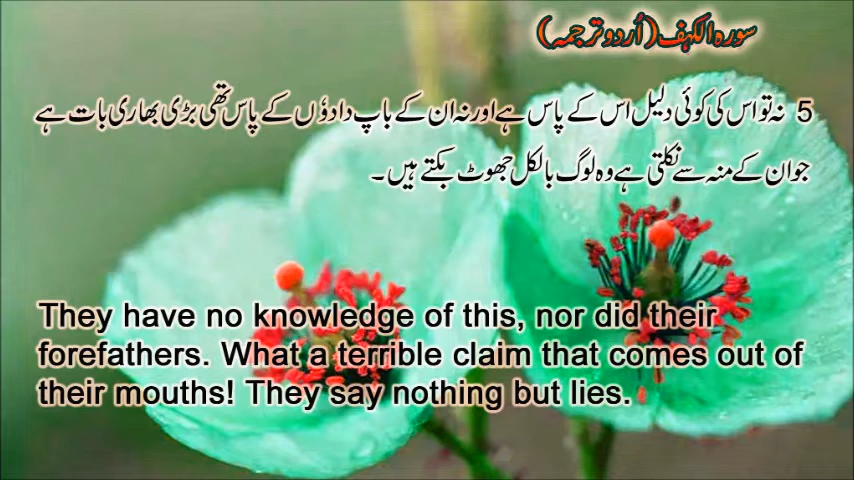 سورہ الکہف (اُردو ترجمہ)
5 نہ تو اس کی کوئی دلیل اس کے پاس ہے اور نہ ان کے باپ دادوٗں کے پاس تھی بڑی بھاری بات ہے
جو ان کے منہ سے نکلتی ہے وہ لوگ بالکل جھوٹ بکتے ہیں۔
They have no knowledge of this, nor did their
forefathers. What a terrible claim that comes out of
their mouths! They say nothing but lies.